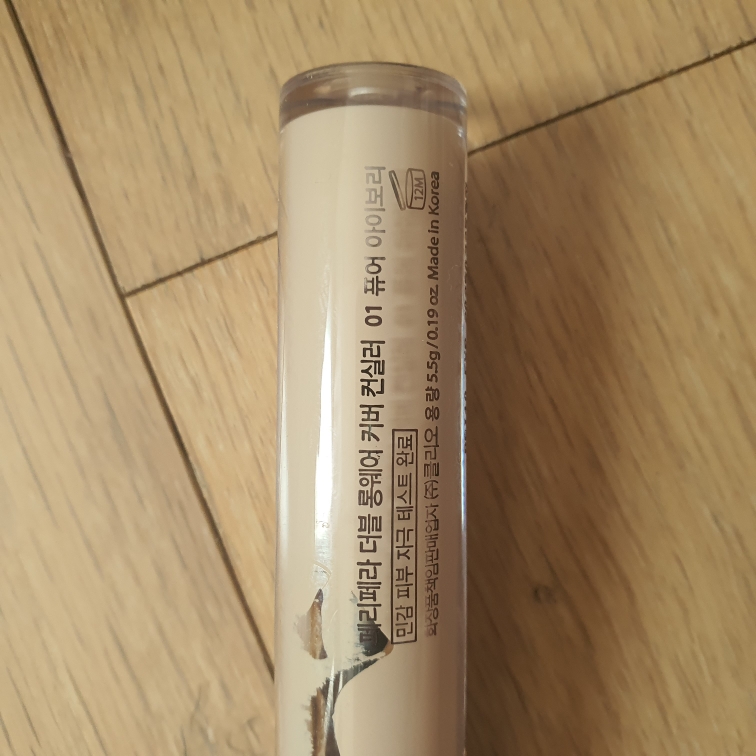 페리페라 더블 롱웨어 커버 컨실러 01 퓨어 아이보리
민감 피부 자극 테스트 완료
12M
화장품책임판매업자 (주)클리오 용량 5.5g/0.19 oz. Made in Korea